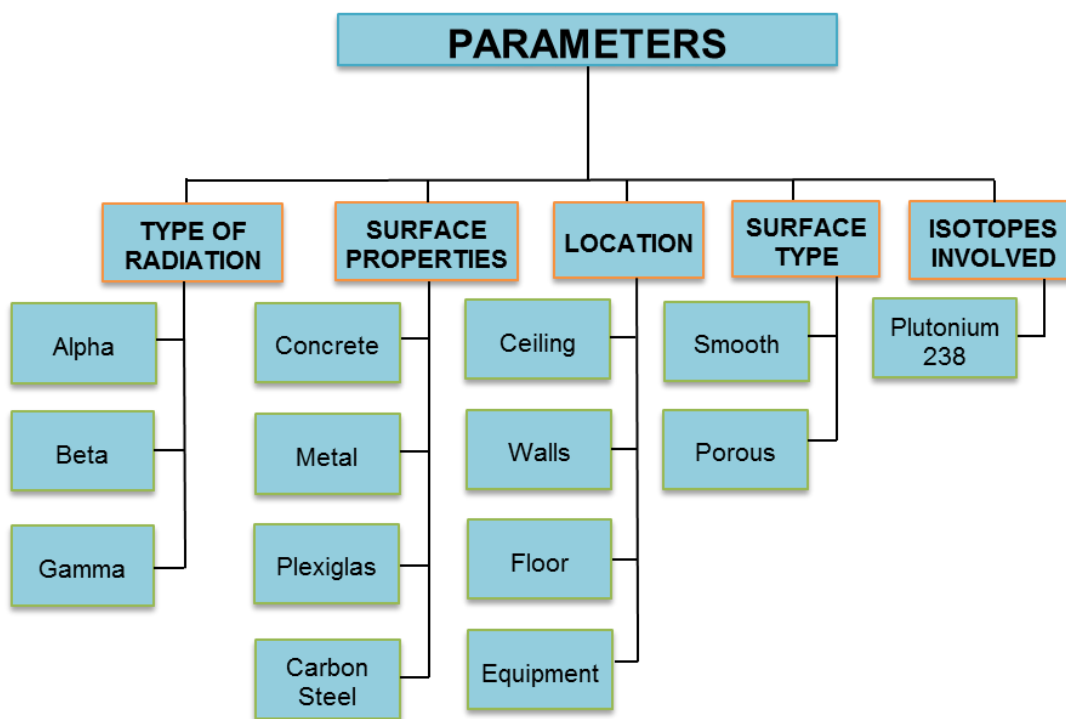 PARAMETERS
TYPE OF
RADIATION
SURFACE
PROPERTIES
LOCATION
SURFACE
TYPE
ISOTOPES
INVOLVED
Alpha
Beta
Gamma
Concrete
Metal
Plexiglas
Carbon
Steel
Ceiling
Walls
Floor
Equipment
Smooth
Porous
Plutonium
238